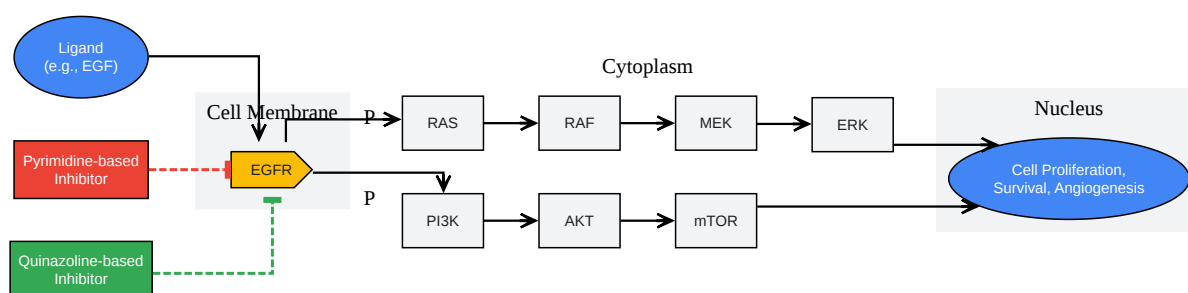 Ligand
(e.g., EGF)
Cytoplasm
Cell Membrane
Nucleus
P
RAS
RAF
MEK
ERK
Pyrimidine-based
Inhibitor
EGFR
Cell Proliferation,
Survival, Angiogenesis
P
PI3K
AKT
mTOR
Quinazoline-based
Inhibitor